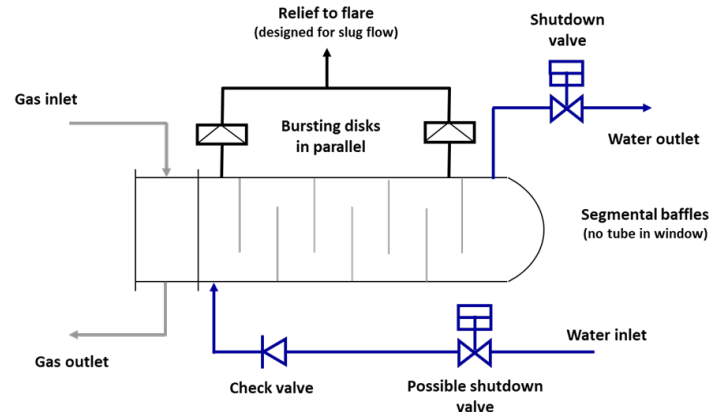 Relief to flare
(designed for slug flow)
Shutdown
valve
Gas inlet
Bursting disks
in parallel
Water outlet
Segmental baffles
(no tube in window)
Water inlet
Gas outlet
Check valve
Possible shutdown
valve